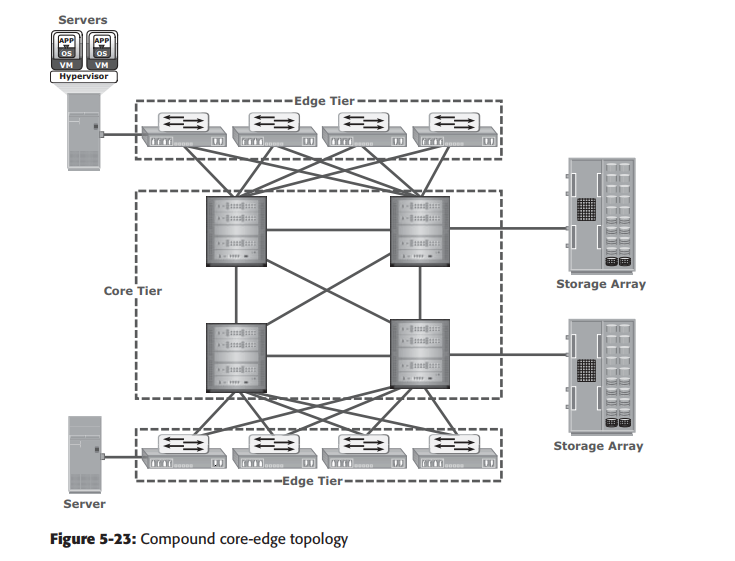 Servers
APP APP
OS OS
VM VM
Hypervisor
Edge Tier
Core Tier
Storage Array
Storage Array
Edge Tier
Server
Figure 5-23: Compound core-edge topology